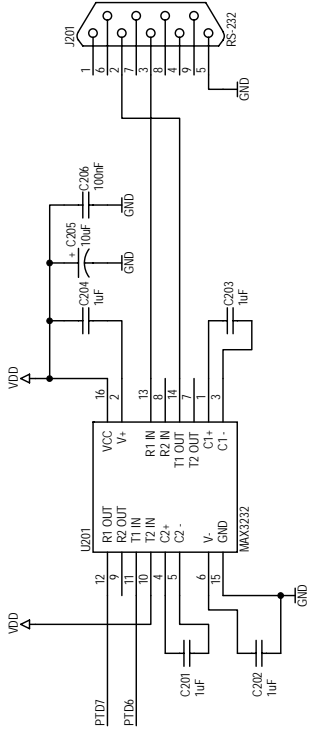 J201
1
6
2
7
3
8
4
9
5
RS-232
GND
VDD
C206
100nF
GND
+
C205
10uF
GND
C204
1uF
C203
1uF
16
2
13
8
14
7
1
3
VCC
V+
R1 IN
R2 IN
T1 OUT
T2 OUT
C1+
C1 -
U201
MAX3232
R1 OUT
R2 OUT
T1 IN
T2 IN
C2+
C2 -
V-
GND
12
9
11
10
4
5
6
15
VDD
PTD7
PTD6
C201
1uF
C202
1uF
GND